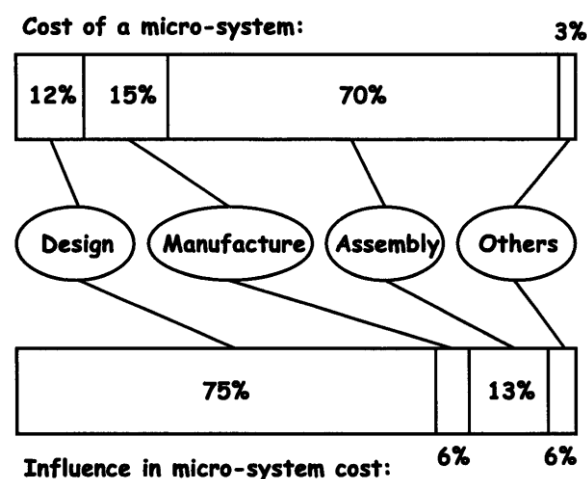 Cost of a micro-system:
3%
12% 15% 70%
Design Manufacture Assembly Others
75% 13%
6% 6%
Influence in micro-system cost: